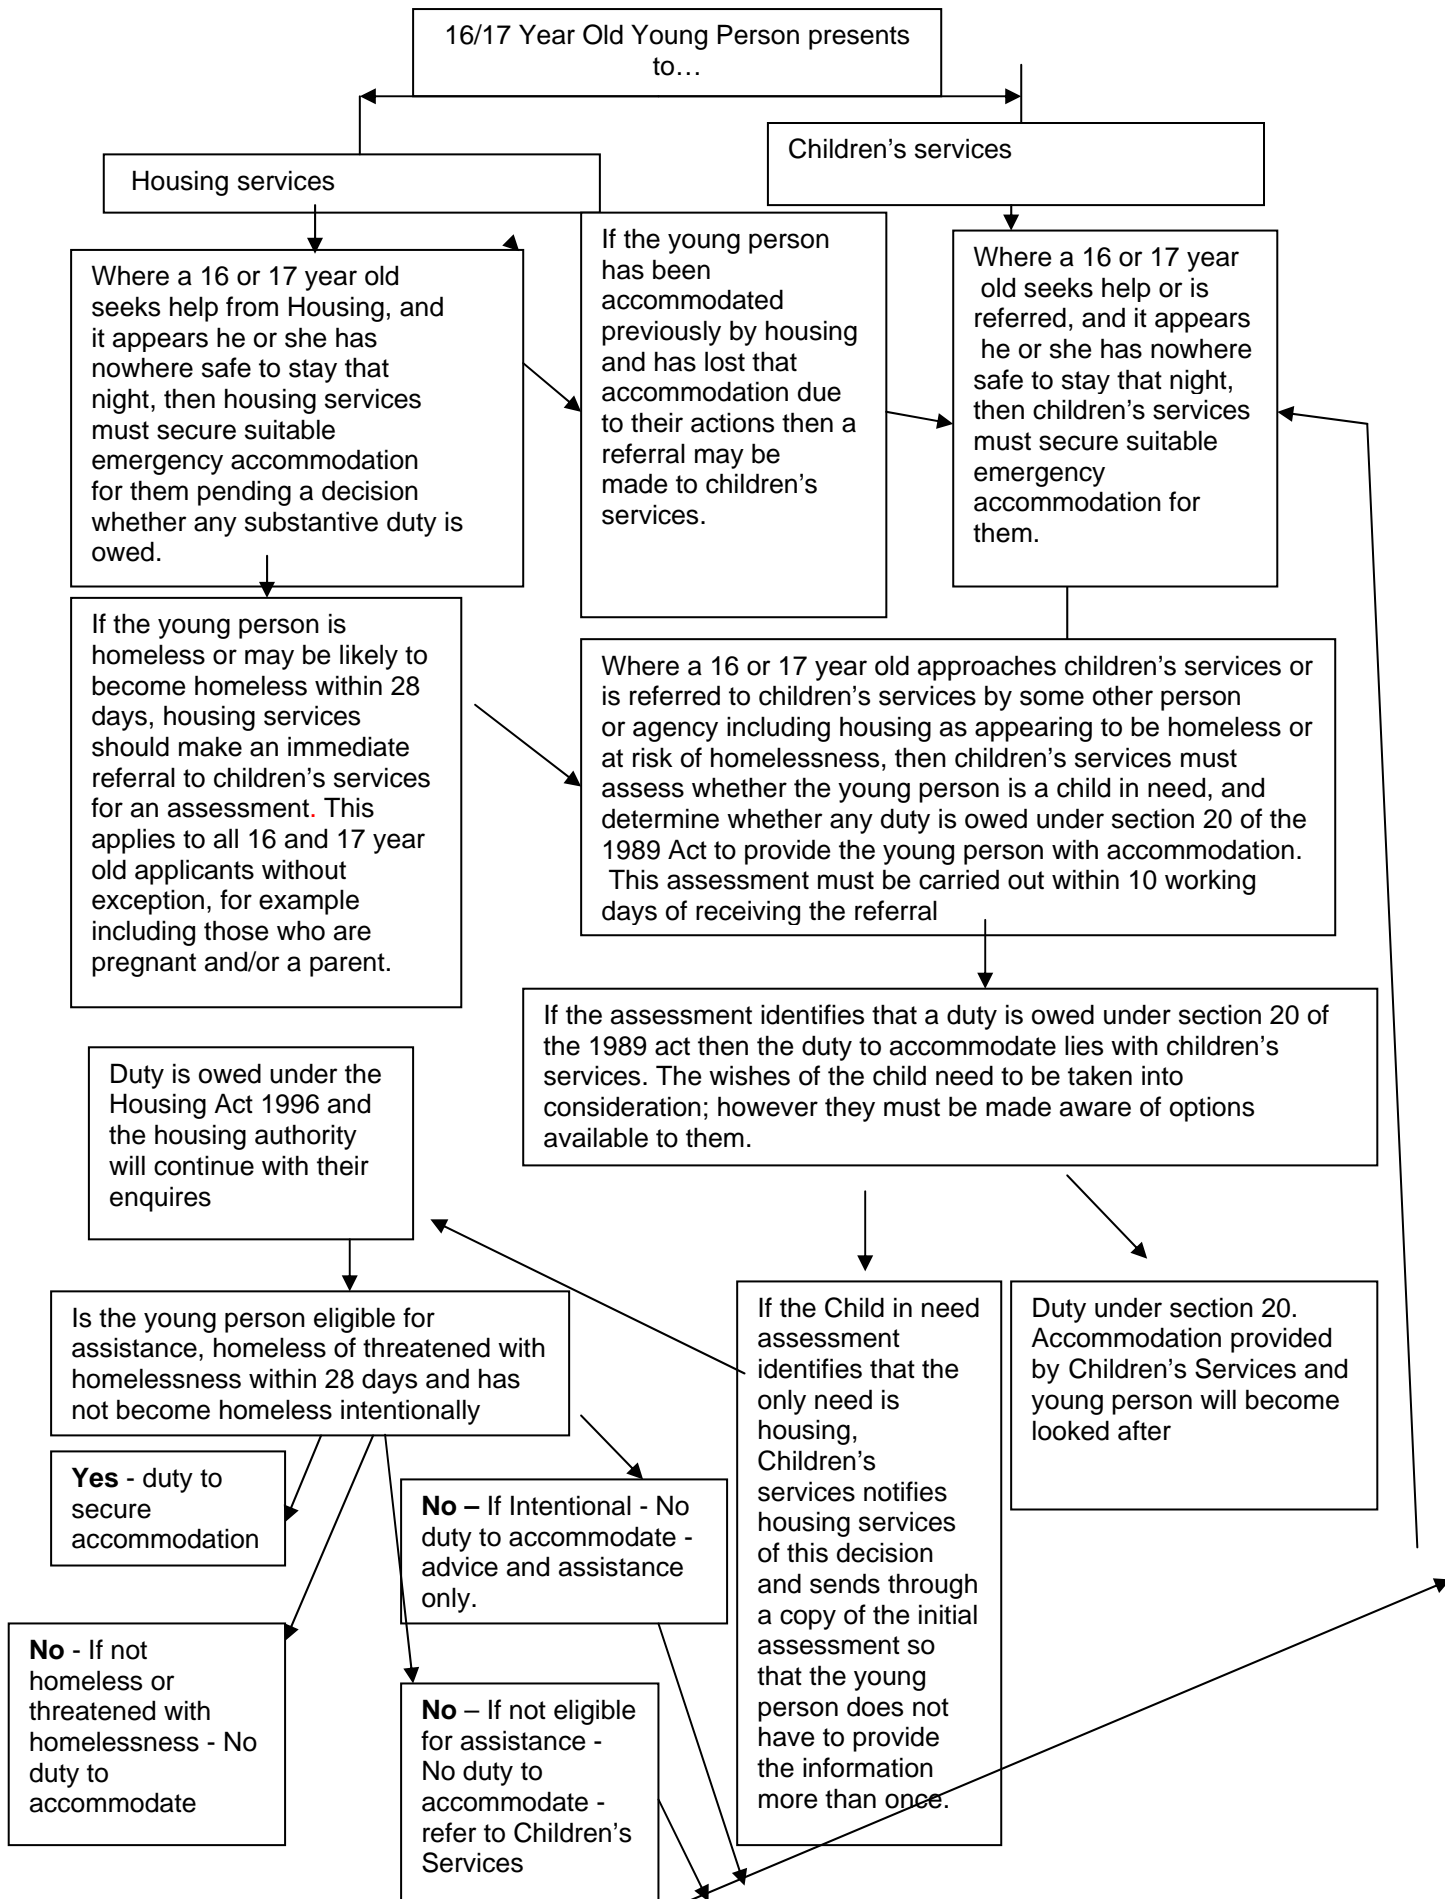 16/17 Year Old Young Person presents
to…
Housing services
Children's services
Where a 16 or 17 year old
seeks help from Housing, and
it appears he or she has
nowhere safe to stay that
night, then housing services
must secure suitable
emergency accommodation
for them pending a decision
whether any substantive duty is
owed.
If the young person
has been
accommodated
previously by housing
and has lost that
accommodation due
to their actions then a
referral may be
made to children's
services.
Where a 16 or 17 year
old seeks help or is
referred, and it appears
he or she has nowhere
safe to stay that night,
then children's services
must secure suitable
emergency
accommodation for
them.
If the young person is
homeless or may be likely to
become homeless within 28
days, housing services
should make an immediate
referral to children's services
for an assessment. This
applies to all 16 and 17 year
old applicants without
exception, for example
including those who are
pregnant and/or a parent.
Where a 16 or 17 year old approaches children's services or
is referred to children's services by some other person
or agency including housing as appearing to be homeless or
at risk of homelessness, then children's services must
assess whether the young person is a child in need, and
determine whether any duty is owed under section 20 of the
1989 Act to provide the young person with accommodation.
This assessment must be carried out within 10 working
days of receiving the referral
If the assessment identifies that a duty is owed under section 20 of
the 1989 act then the duty to accommodate lies with children's
services. The wishes of the child need to be taken into
consideration; however they must be made aware of options
available to them.
Duty is owed under the
Housing Act 1996 and
the housing authority
will continue with their
enquires
Is the young person eligible for
assistance, homeless of threatened with
homelessness within 28 days and has
not become homeless intentionally
If the Child in need
assessment
identifies that the
only need is
housing,
Children's
services notifies
housing services
of this decision
and sends through
a copy of the initial
assessment so
that the young
person does not
have to provide
the information
more than once.
Duty under section 20.
Accommodation provided
by Children's Services and
young person will become
looked after
Yes - duty to
secure
accommodation
No – If Intentional - No
duty to accommodate -
advice and assistance
only.
No - If not
homeless or
threatened with
homelessness - No
duty to
accommodate
No – If not eligible
for assistance -
No duty to
accommodate -
refer to Children's
Services